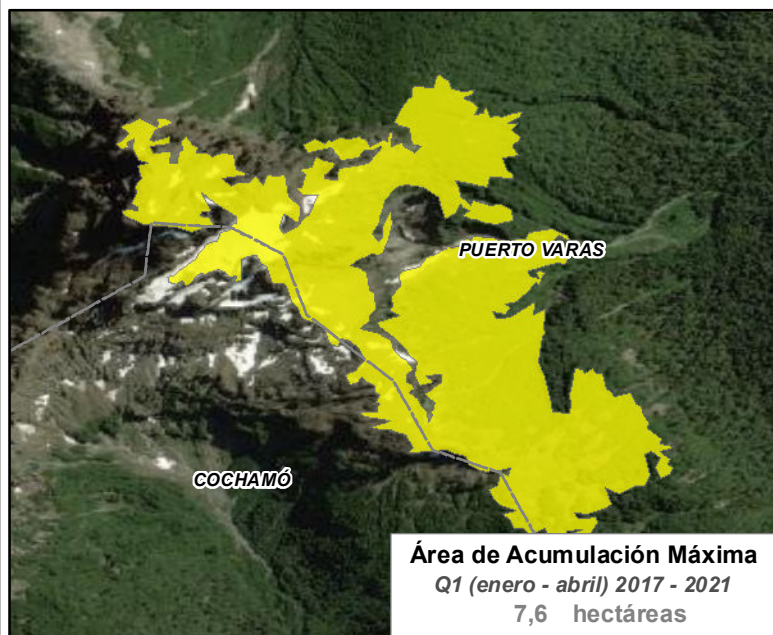 PUERTO VARAS
COCHAMÓ
Área de Acumulación Máxima
Q1 (enero - abril) 2017 - 2021
7,6 hectáreas